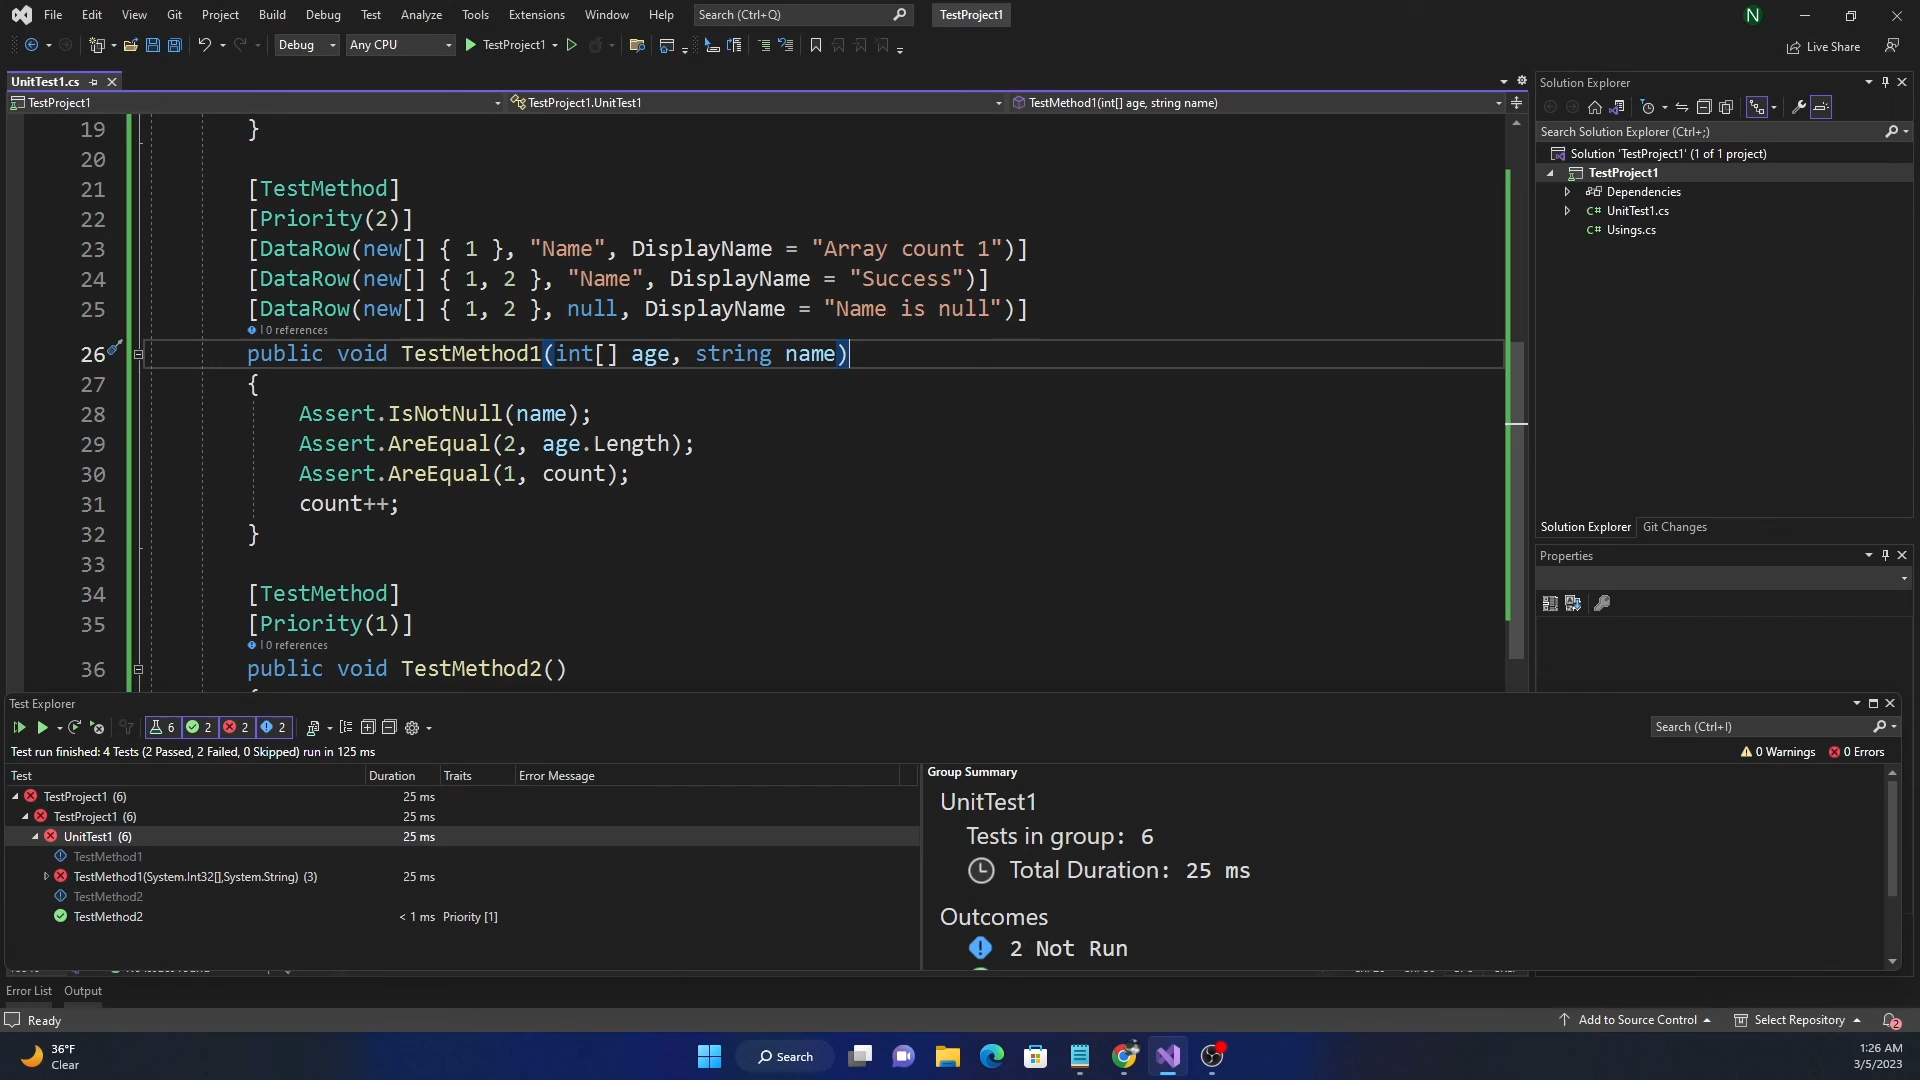 File Edit View Git Project Build Debug Test Analyze Tools Extensions Window Help Search (Ctrl+Q) TestProject1 N
Debug Any CPU TestProject1 Live Share
UnitTest1.cs
TestProject1 TestProject1.UnitTest1 TestMethod1(int[] age, string name)
19 }
20
21 [TestMethod]
22 [Priority(2)]
23 [DataRow(new[] { 1 }, "Name", DisplayName = "Array count 1")]
24 [DataRow(new[] { 1, 2 }, "Name", DisplayName = "Success")]
25 [DataRow(new[] { 1, 2 }, null, DisplayName = "Name is null")]
| 0 references
26 public void TestMethod1(int[] age, string name)
27 {
28 Assert.IsNotNull(name);
29 Assert.AreEqual(2, age.Length);
30 Assert.AreEqual(1, count);
31 count++;
32 }
33
34 [TestMethod]
35 [Priority(1)]
| 0 references
36 public void TestMethod2()
Solution Explorer
Search Solution Explorer (Ctrl+;)
Solution 'TestProject1' (1 of 1 project)
TestProject1
Dependencies
C# UnitTest1.cs
C# Usings.cs
Solution Explorer Git Changes
Properties
Test Explorer
6 2 2 2 Search (Ctrl+I)
Test run finished: 4 Tests (2 Passed, 2 Failed, 0 Skipped) run in 125 ms 0 Warnings 0 Errors
Test Duration Traits Error Message
TestProject1 (6) 25 ms
TestProject1 (6) 25 ms
UnitTest1 (6) 25 ms
TestMethod1
TestMethod1(System.Int32[],System.String) (3) 25 ms
TestMethod2
TestMethod2 < 1 ms Priority [1]
Group Summary
UnitTest1
Tests in group: 6
Total Duration: 25 ms
Outcomes
2 Not Run
Error List Output
Ready Add to Source Control Select Repository 2
36°F
Clear
Search
1:26 AM
3/5/2023